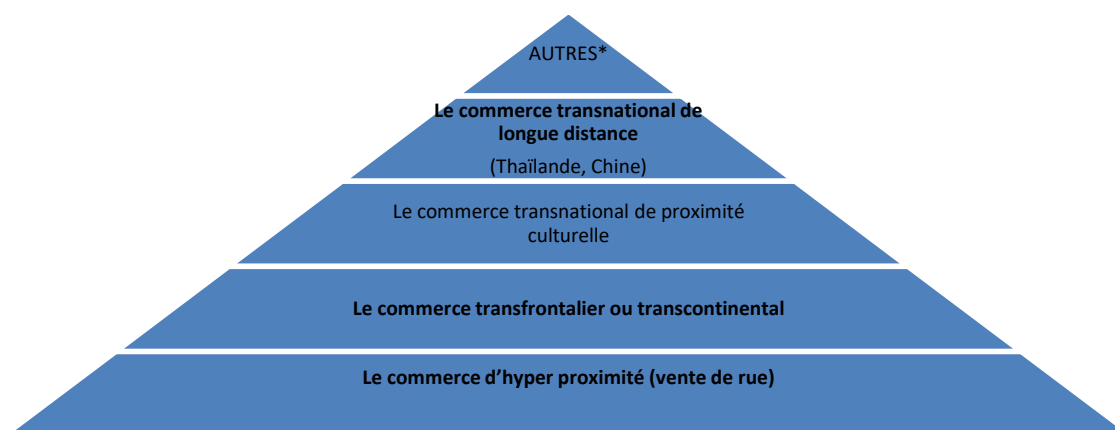 AUTRES*
Le commerce transnational de
longue distance
(Thaïlande, Chine)
Le commerce transnational de proximité
culturelle
Le commerce transfrontalier ou transcontinental
Le commerce d’hyper proximité (vente de rue)